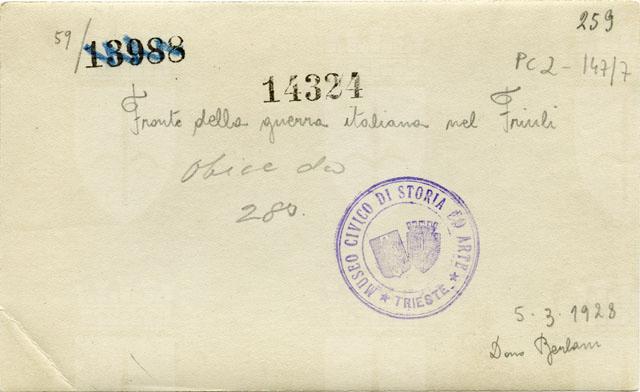 259
59/13988
PC2-147/7
14324
Fronte della guerra italiana nel Friuli
Obice da
280.
MUSEO CIVICO DI STORIA ED ARTE
★ TRIESTE ★
5.3.1928
Dono